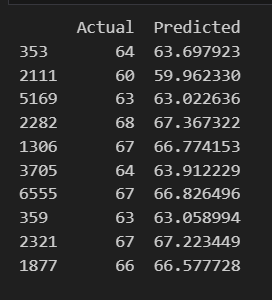 Actual Predicted
353 64 63.697923
2111 60 59.962330
5169 63 63.022636
2282 68 67.367322
1306 67 66.774153
3705 64 63.912229
6555 67 66.826496
359 63 63.058994
2321 67 67.223449
1877 66 66.577728